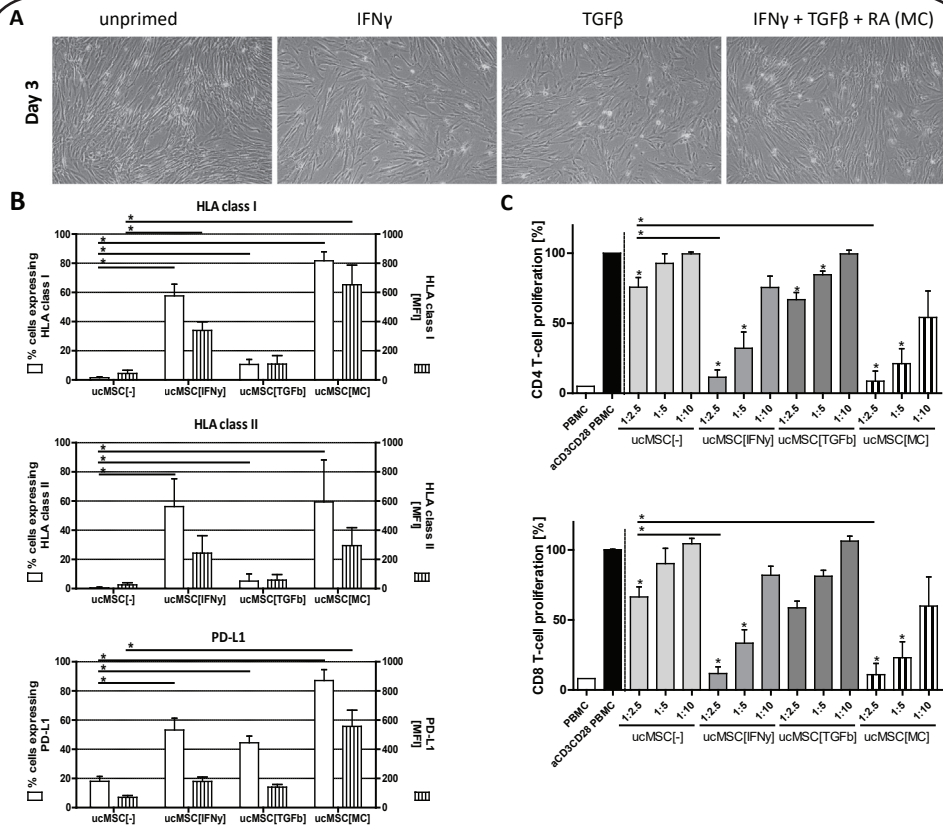 A
unprimed
IFNγ
TGFβ
IFNγ + TGFβ + RA (MC)
Day 3
B
HLA class I
% cells expressing
HLA class I
100
80
60
40
20
0
1000
800
600
400
200
0
HLA class I
[MFI]
* * * * *
ucMSC[-] ucMSC[IFNy] ucMSC[TGFb] ucMSC[MC]
HLA class II
% cells expressing
HLA class II
100
80
60
40
20
0
1000
800
600
400
200
0
HLA class II
[MFI]
* * *
ucMSC[-] ucMSC[IFNy] ucMSC[TGFb] ucMSC[MC]
PD-L1
% cells expressing
PD-L1
100
80
60
40
20
0
1000
800
600
400
200
0
PD-L1
[MFI]
* * * *
ucMSC[-] ucMSC[IFNy] ucMSC[TGFb] ucMSC[MC]
C
CD4 T-cell proliferation [%]
100
50
0
* * * * * * * * *
PBMC
aCD3CD28 PBMC
1:2.5 1:5 1:10 1:2.5 1:5 1:10 1:2.5 1:5 1:10 1:2.5 1:5 1:10
ucMSC[-] ucMSC[IFNy] ucMSC[TGFb] ucMSC[MC]
CD8 T-cell proliferation [%]
100
50
0
* * * * * * *
PBMC
aCD3CD28 PBMC
1:2.5 1:5 1:10 1:2.5 1:5 1:10 1:2.5 1:5 1:10 1:2.5 1:5 1:10
ucMSC[-] ucMSC[IFNy] ucMSC[TGFb] ucMSC[MC]